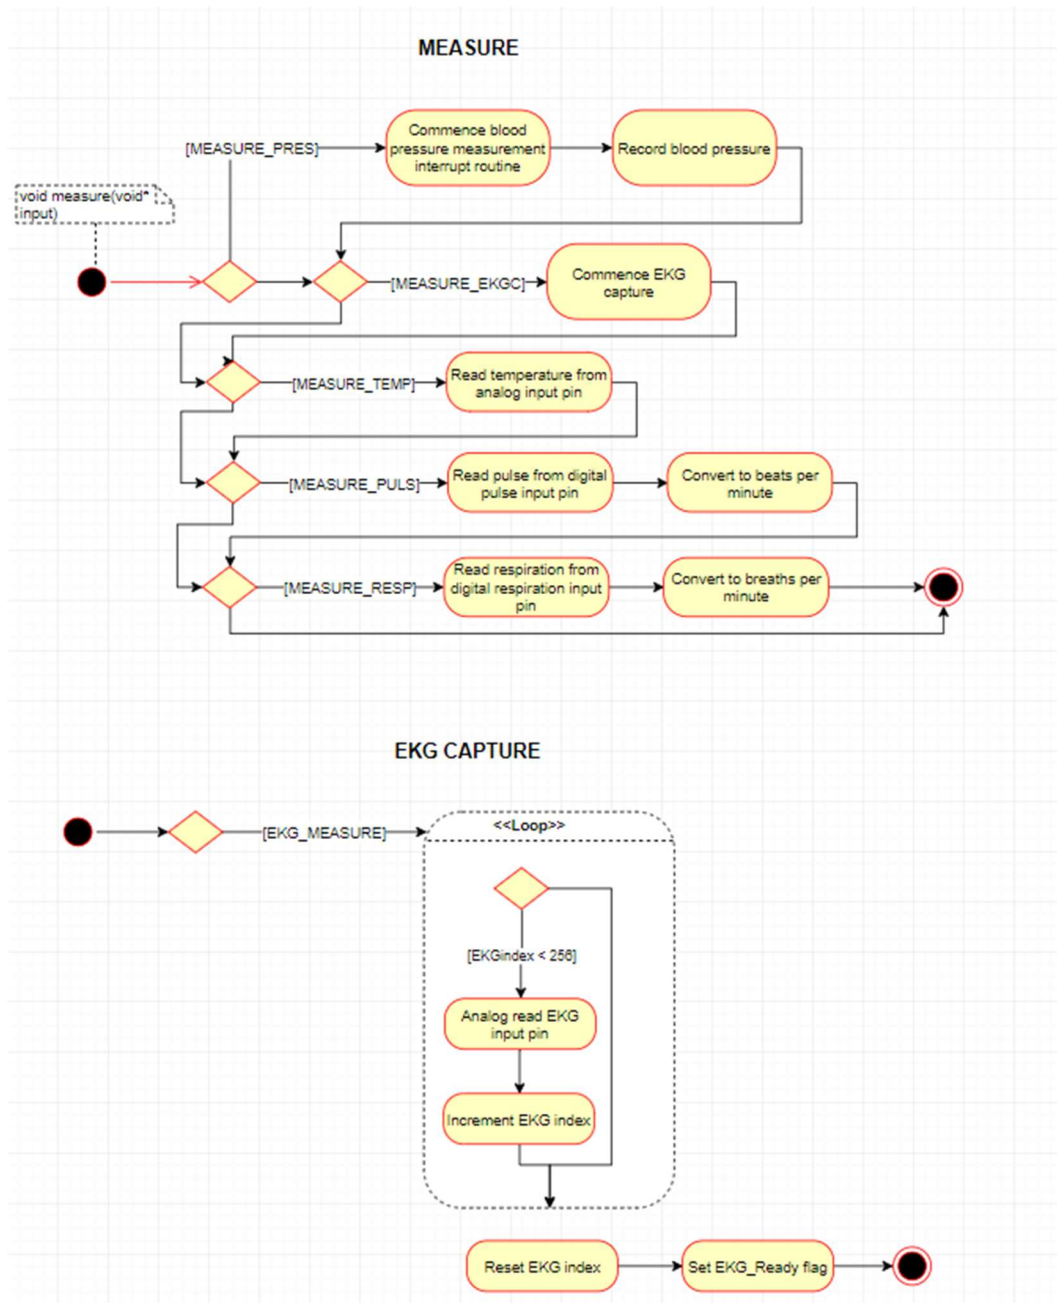 MEASURE
[MEASURE_PRES]
Commence blood
pressure measurement
interrupt routine
Record blood pressure
void measure(void*
input)
[MEASURE_EKGC]
Commence EKG
capture
[MEASURE_TEMP]
Read temperature from
analog input pin
[MEASURE_PULS]
Read pulse from digital
pulse input pin
Convert to beats per
minute
[MEASURE_RESP]
Read respiration from
digital respiration input
pin
Convert to breaths per
minute
EKG CAPTURE
[EKG_MEASURE]
<<Loop>>
[EKGindex < 256]
Analog read EKG
input pin
Increment EKG index
Reset EKG index
Set EKG_Ready flag